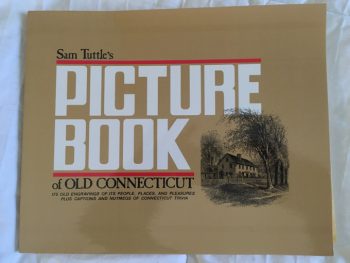 Sam Tuttle's
PICTURE
BOOK
of OLD CONNECTICUT
ITS OLD ENGRAVINGS OF ITS PEOPLE, PLACES, AND PLEASURES
PLUS CAPTIONS AND NUTMEGS OF CONNECTICUT TRIVIA